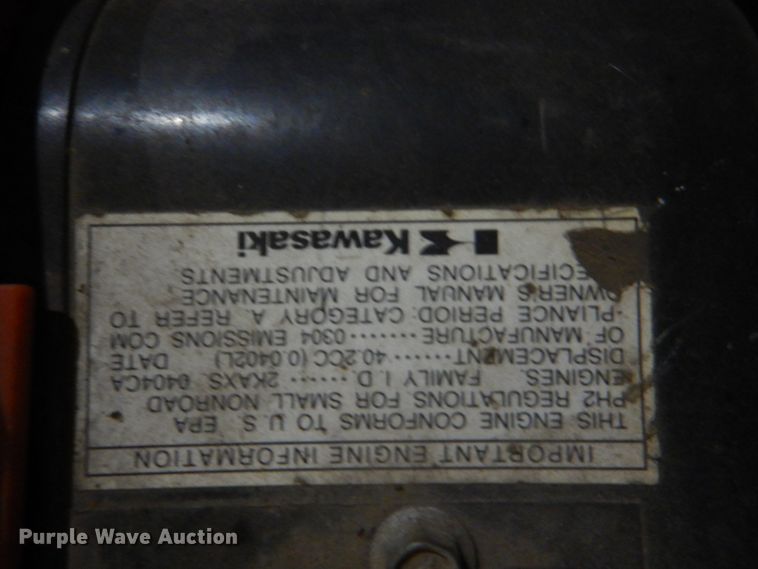 IMPORTANT ENGINE INFORMATION
THIS ENGINE CONFORMS TO U. S. EPA
PH2 REGULATIONS FOR SMALL NONROAD
ENGINES. FAMILY I. D. ····· 2KAXS 0404CA
DISPLACEMENT ······ 40.2CC (0.0402L) DATE
OF MANUFACTURE ········ 0304 EMISSIONS COM
-PLIANCE PERIOD: CATEGORY A. REFER TO
OWNER,S MANUAL FOR MAINTENANCE,
ECIFICATIONS AND ADJUSTMENTS
Kawasaki
Purple Wave Auction